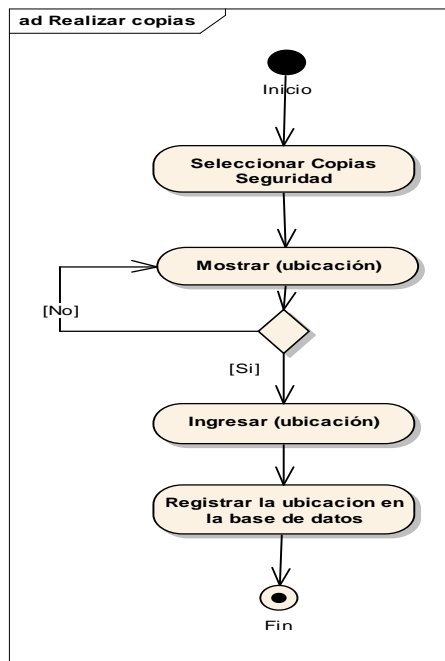 ad Realizar copias
Inicio
Seleccionar Copias
Seguridad
Mostrar (ubicación)
[No]
[Si]
Ingresar (ubicación)
Registrar la ubicacion en
la base de datos
Fin